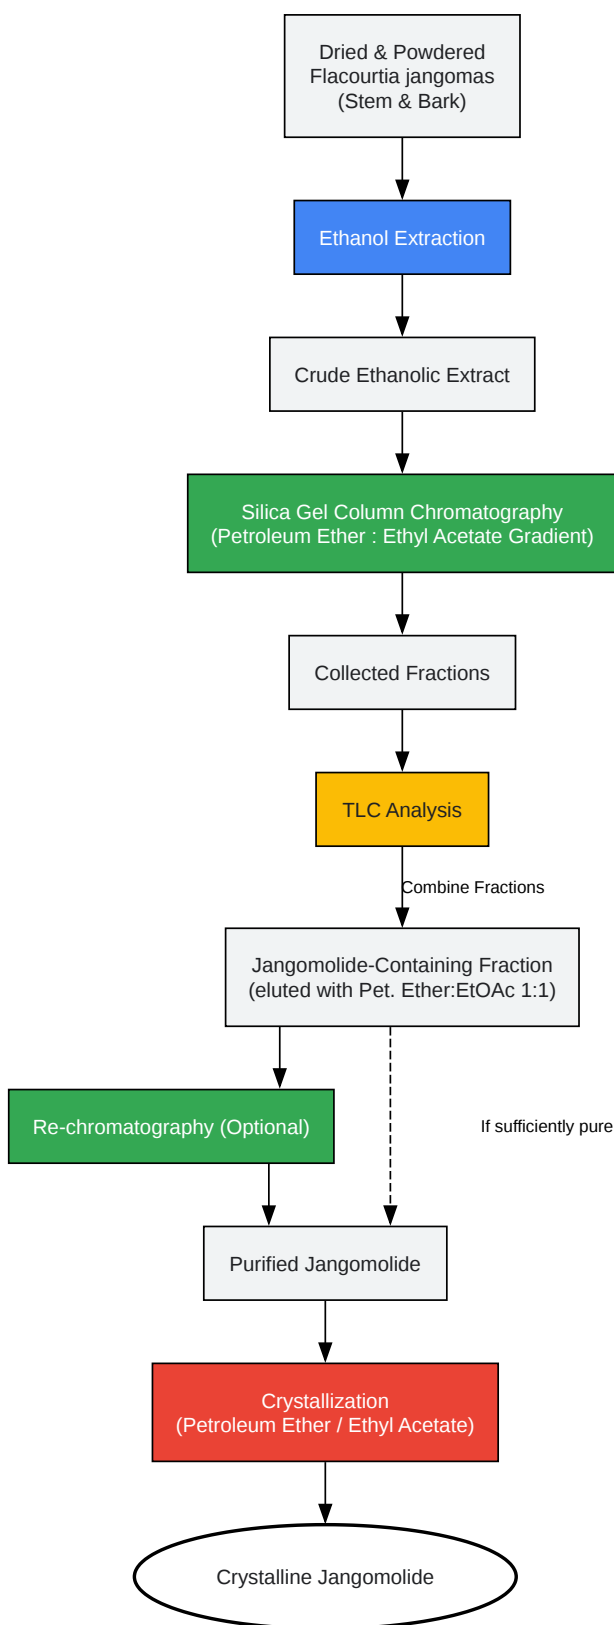 Dried & Powdered
Flacourtia jangomas
(Stem & Bark)
Ethanol Extraction
Crude Ethanolic Extract
Silica Gel Column Chromatography
(Petroleum Ether : Ethyl Acetate Gradient)
Collected Fractions
TLC Analysis
Combine Fractions
Jangomolide-Containing Fraction
(eluted with Pet. Ether:EtOAc 1:1)
Re-chromatography (Optional)
If sufficiently pure
Purified Jangomolide
Crystallization
(Petroleum Ether / Ethyl Acetate)
Crystalline Jangomolide